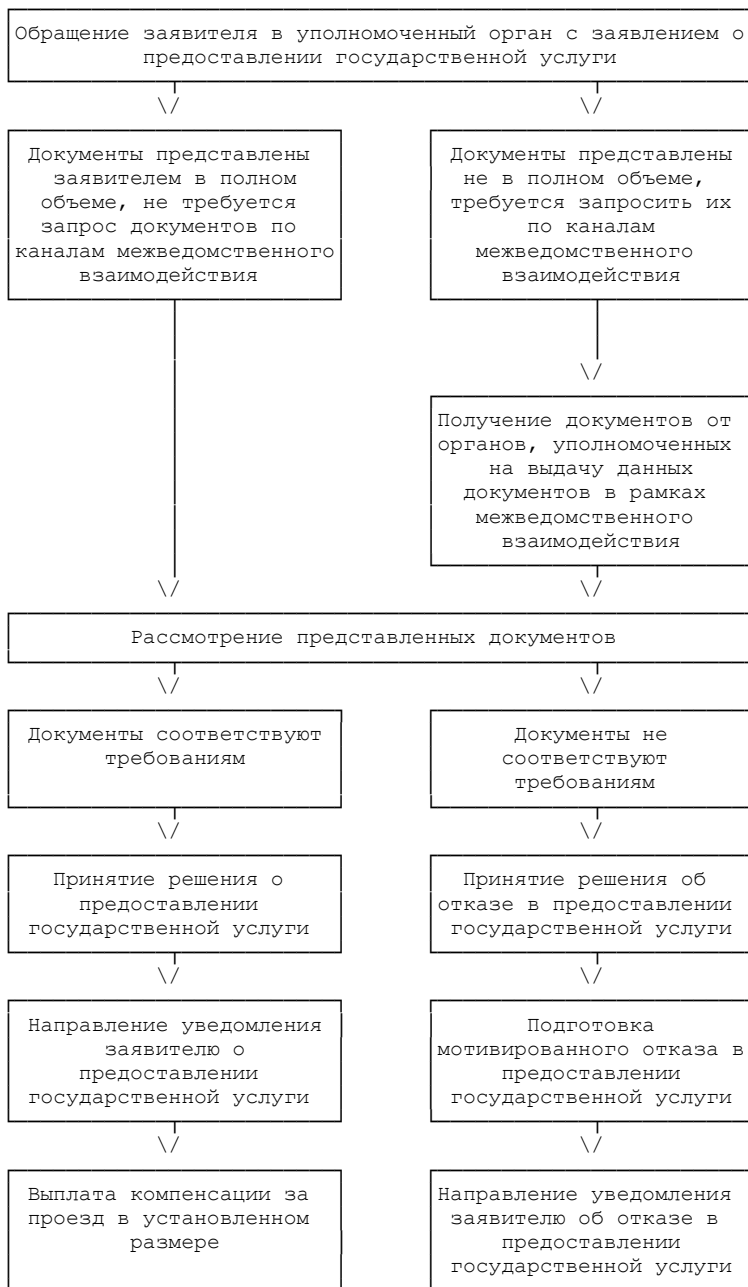 Обращение заявителя в уполномоченный орган с заявлением о
предоставлении государственной услуги
\/
\/
Документы представлены
заявителем в полном
объеме, не требуется
запрос документов по
каналам межведомственного
взаимодействия
Документы представлены
не в полном объеме,
требуется запросить их
по каналам
межведомственного
взаимодействия
\/
Получение документов от
органов, уполномоченных
на выдачу данных
документов в рамках
межведомственного
взаимодействия
\/
\/
Рассмотрение представленных документов
\/
\/
Документы соответствуют
требованиям
Документы не
соответствуют
требованиям
\/
\/
Принятие решения о
предоставлении
государственной услуги
Принятие решения об
отказе в предоставлении
государственной услуги
\/
\/
Направление уведомления
заявителю о
предоставлении
государственной услуги
Подготовка
мотивированного отказа в
предоставлении
государственной услуги
\/
\/
Выплата компенсации за
проезд в установленном
размере
Направление уведомления
заявителю об отказе в
предоставлении
государственной услуги